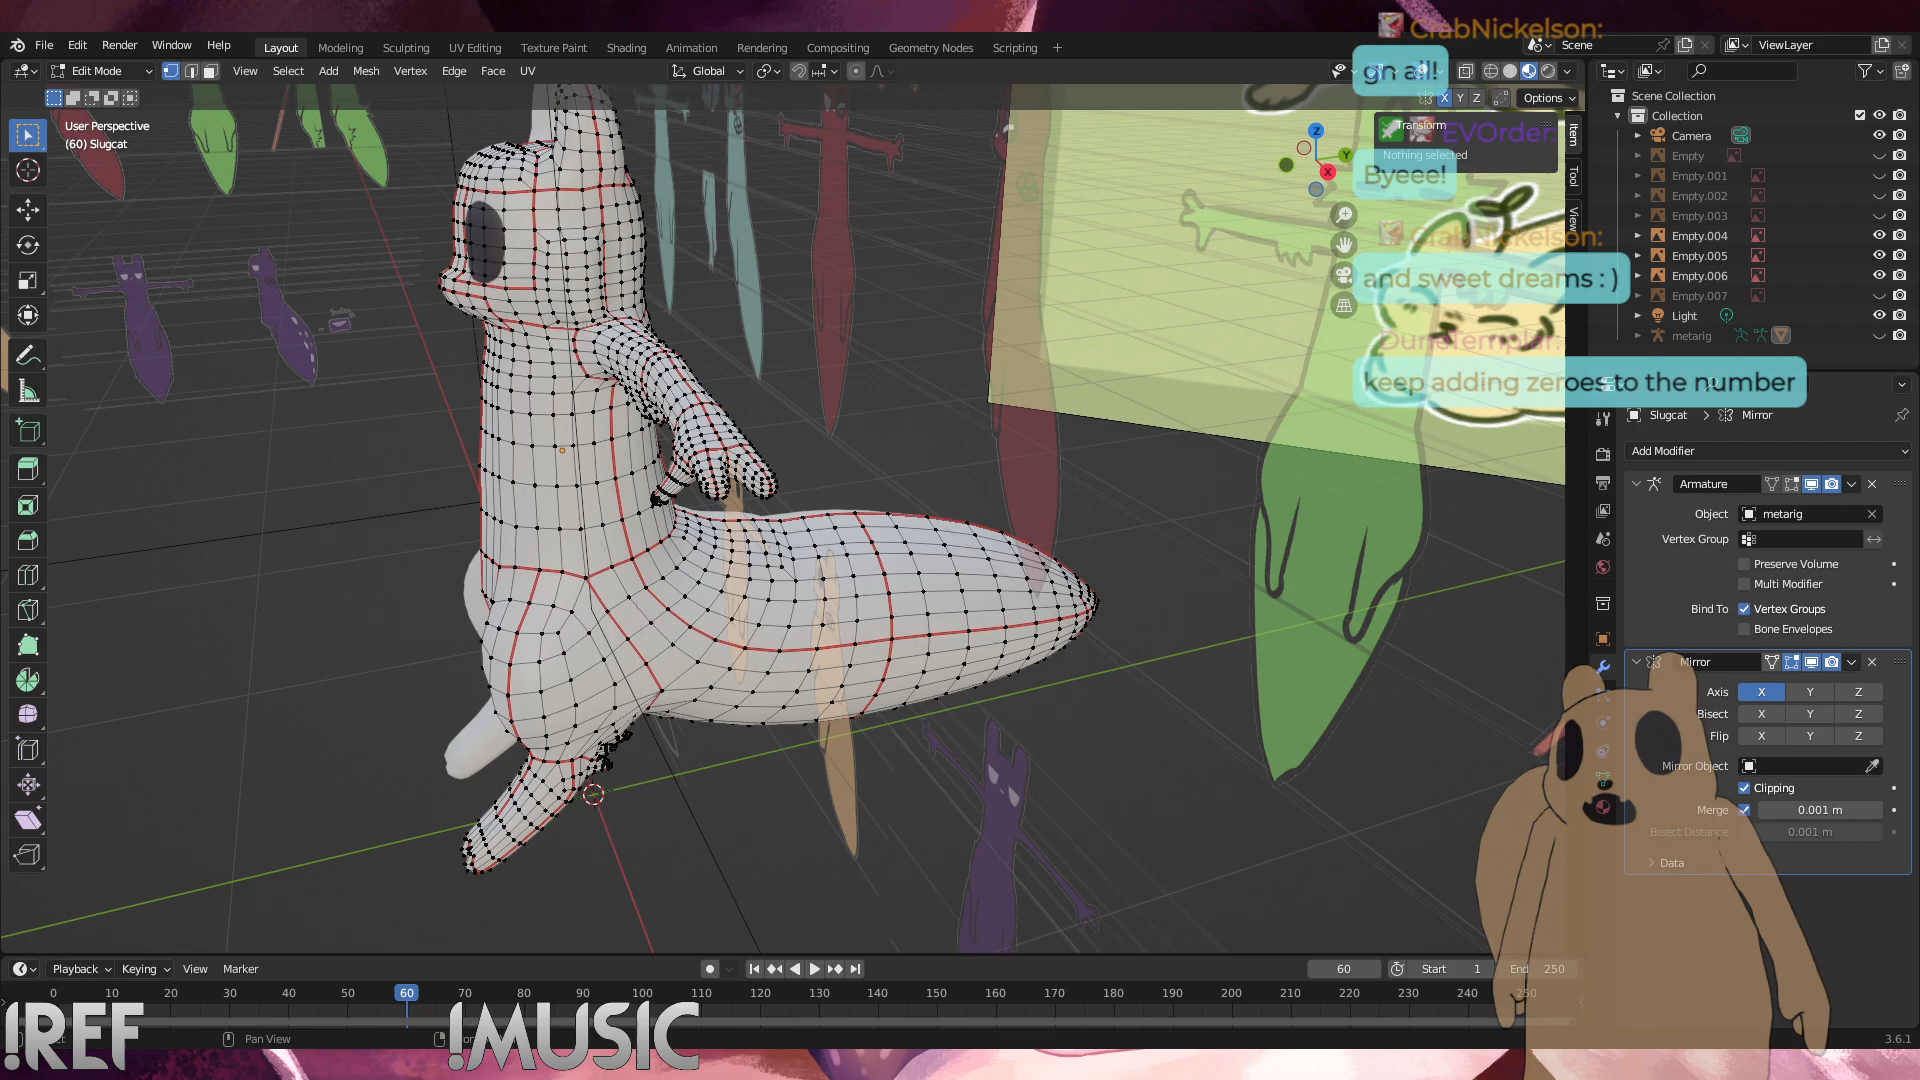 CrabNickelson:
File Edit Render Window Help Layout Modeling Sculpting UV Editing Texture Paint Shading Animation Rendering Compositing Geometry Nodes Scripting + Scene ViewLayer
Edit Mode View Select Add Mesh Vertex Edge Face UV Global gn all!
X Y Z Options
Scene Collection
Collection
User Perspective
(60) Slugcat
Transform EVOrder:
Nothing selected
Byeee!
CrabNickelson:
and sweet dreams :)
DuneTemplar:
keep adding zeroes to the number
Item
Tool
View
Z
Y
X
Camera
Empty
Empty.001
Empty.002
Empty.003
Empty.004
Empty.005
Empty.006
Empty.007
Light
metarig
Slugcat > Mirror
Add Modifier
Armature
Object metarig
Vertex Group
Preserve Volume
Multi Modifier
Bind To Vertex Groups
Bone Envelopes
Mirror
Axis X Y Z
Bisect X Y Z
Flip X Y Z
Mirror Object
Clipping
Merge 0.001 m
Bisect Distance 0.001 m
Data
Playback Keying View Marker 60 Start 1 End 250
0 10 20 30 40 50 60 70 80 90 100 110 120 130 140 150 160 170 180 190 200 210 220 230 240 250
!REF Pan View !MUSIC 3.6.1